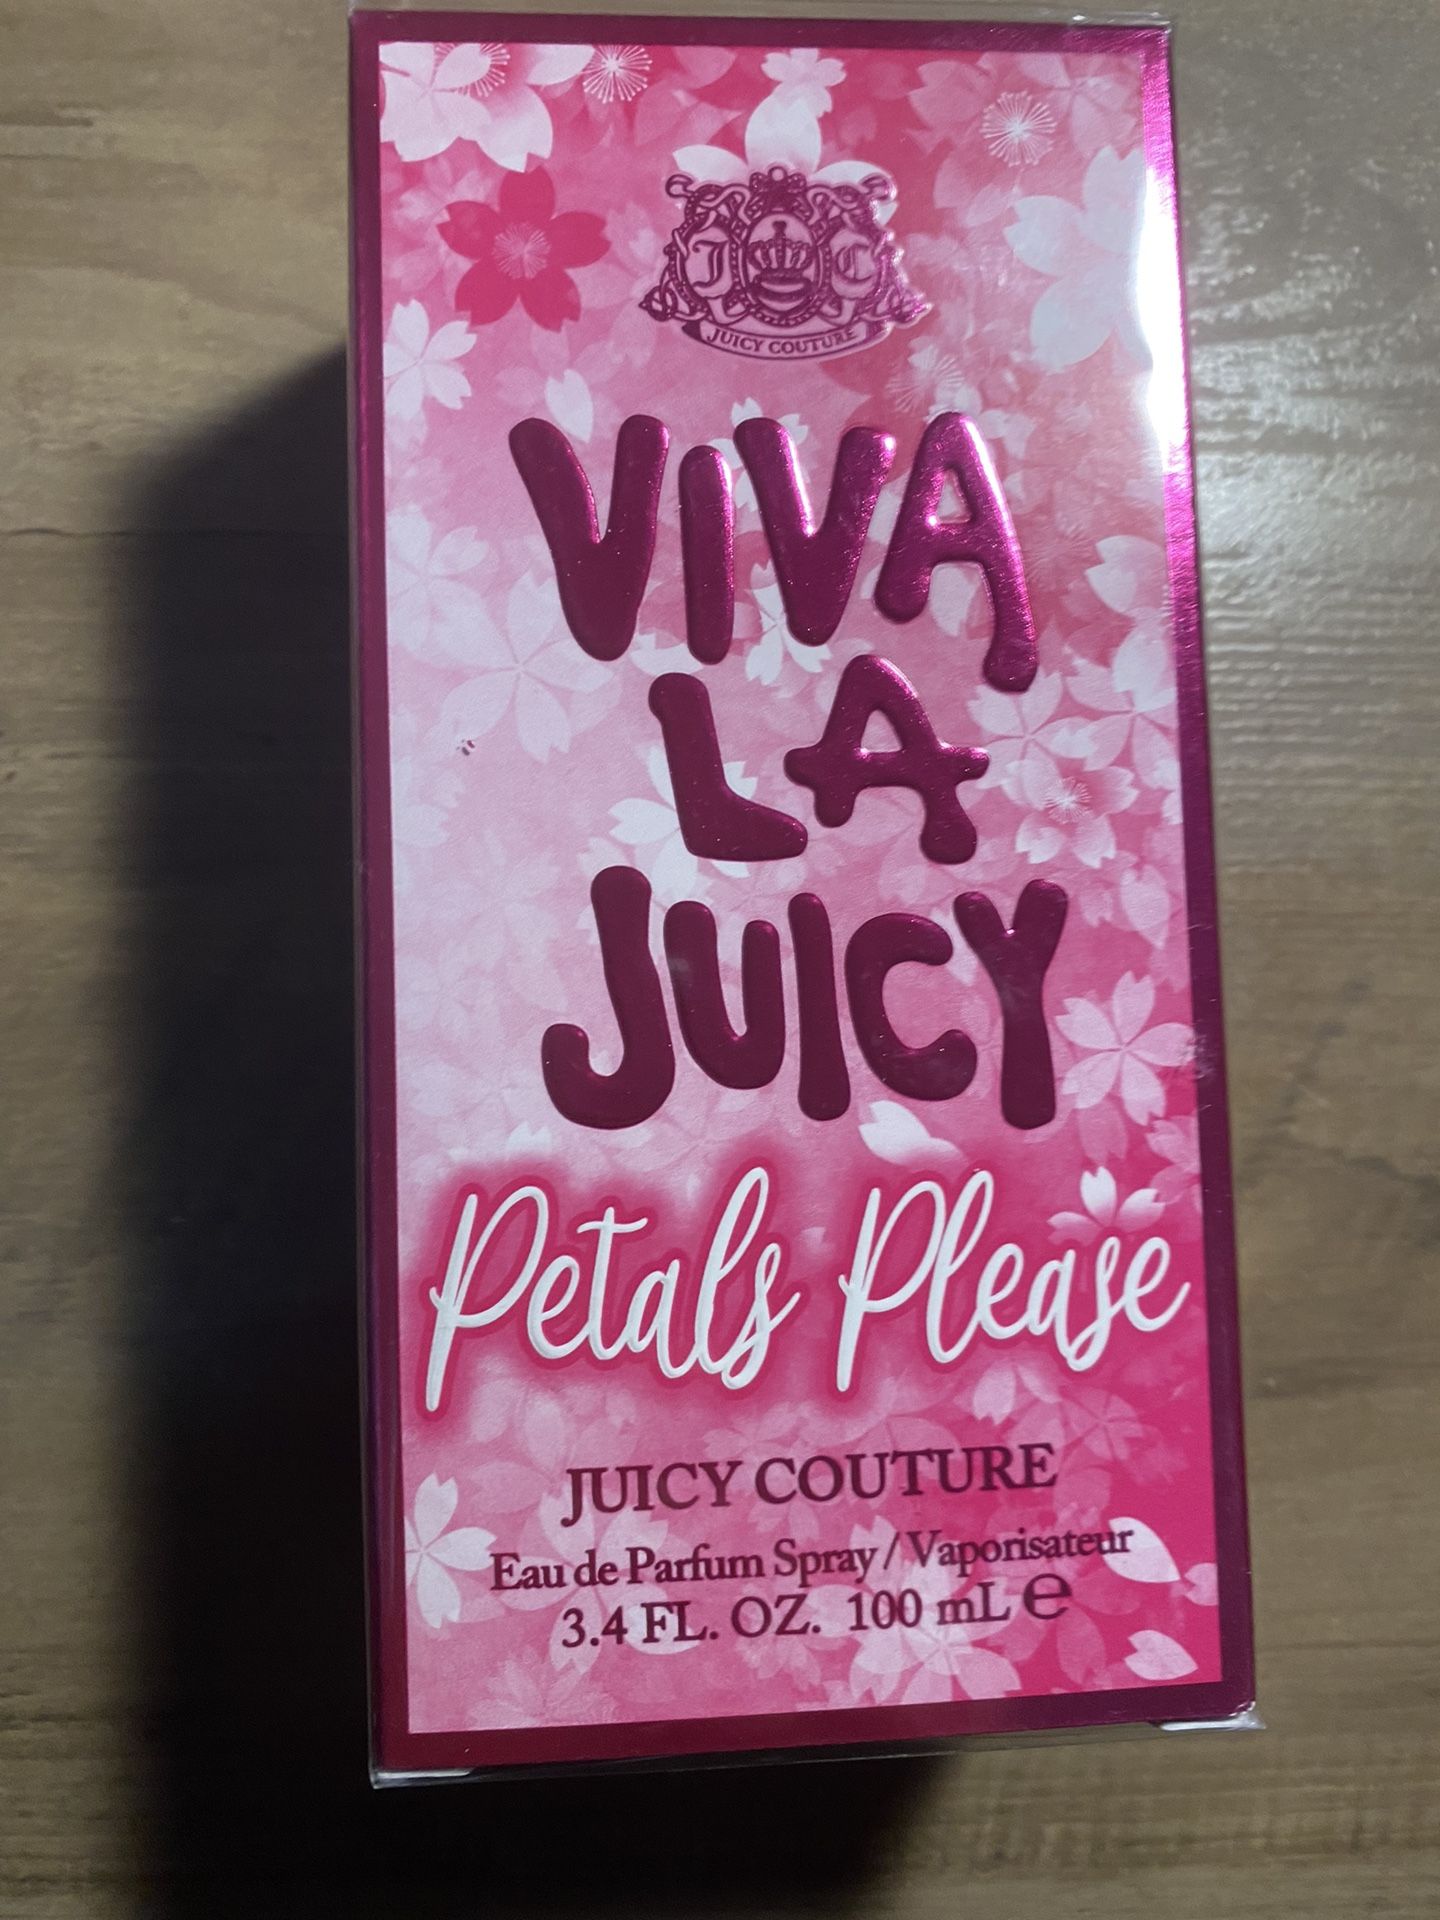 J C
JUICY COUTURE
VIVA
LA
JUICY
Petals Please
JUICY COUTURE
Eau de Parfum Spray / Vaporisateur
3.4 FL. OZ. 100 mL ℮